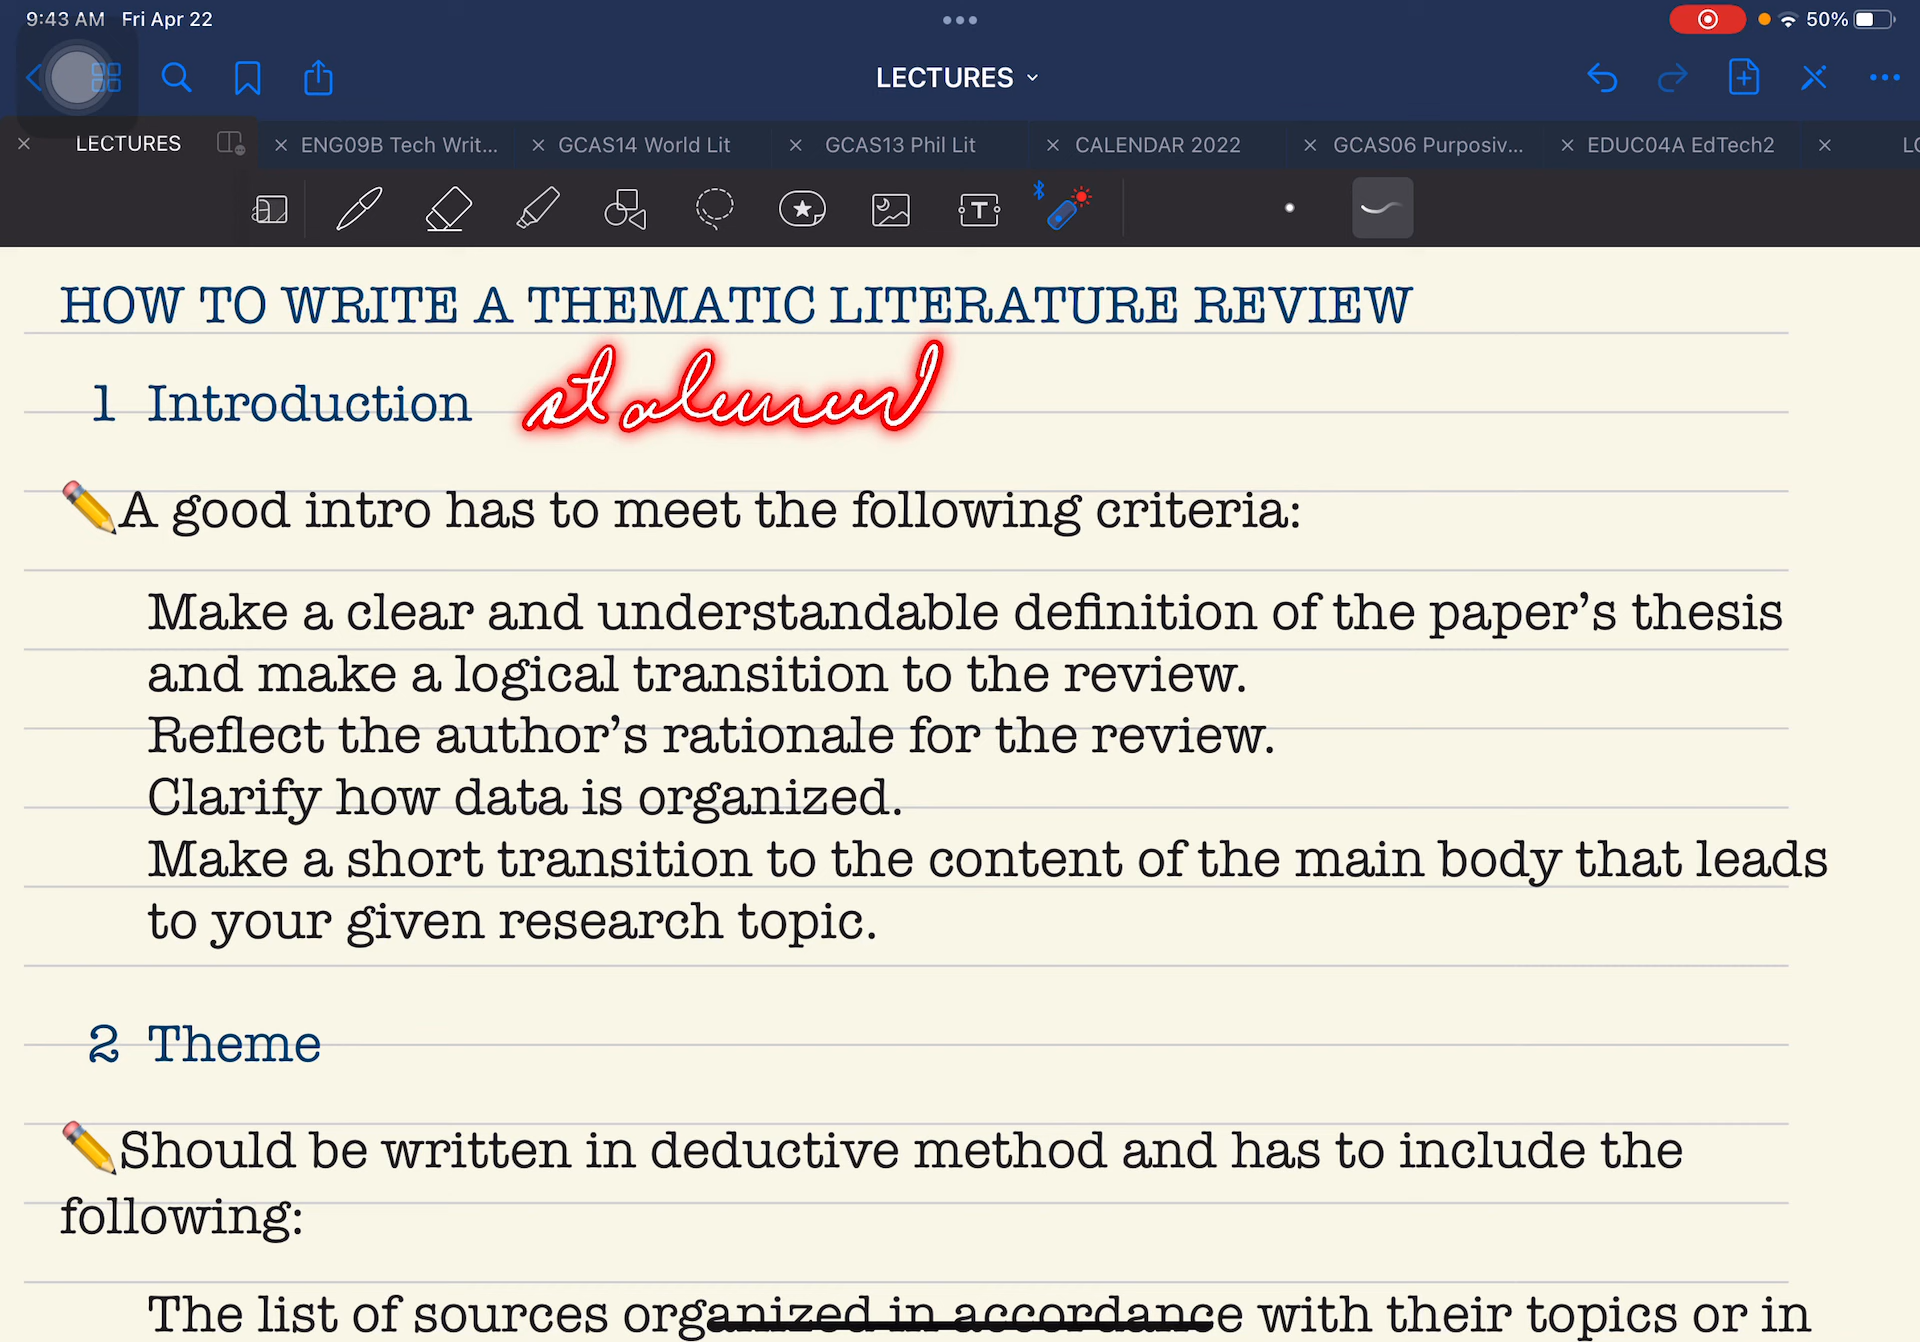 9:43 AM Fri Apr 22
50%
LECTURES
LECTURES
ENG09B Tech Writ...
GCAS14 World Lit
GCAS13 Phil Lit
CALENDAR 2022
GCAS06 Purposiv...
EDUC04A EdTech2
T
HOW TO WRITE A THEMATIC LITERATURE REVIEW
1 Introduction statement
A good intro has to meet the following criteria:
Make a clear and understandable definition of the paper’s thesis
and make a logical transition to the review.
Reflect the author’s rationale for the review.
Clarify how data is organized.
Make a short transition to the content of the main body that leads
to your given research topic.
2 Theme
Should be written in deductive method and has to include the
following:
The list of sources organized in accordance with their topics or in